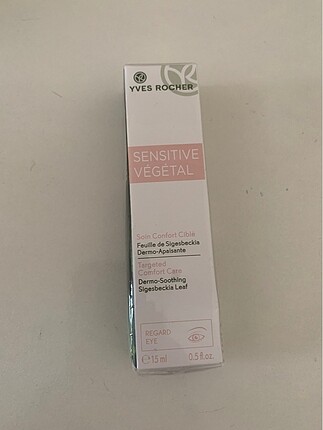 YVES ROCHER
SENSITIVE
VÉGÉTAL
Soin Confort Ciblé
Feuille de Sigesbeckia
Dermo-Apaisante
Targeted
Comfort Care
Dermo-Soothing
Sigesbeckia Leaf
REGARD
EYE
℮ 15 ml 0.5 fl.oz.